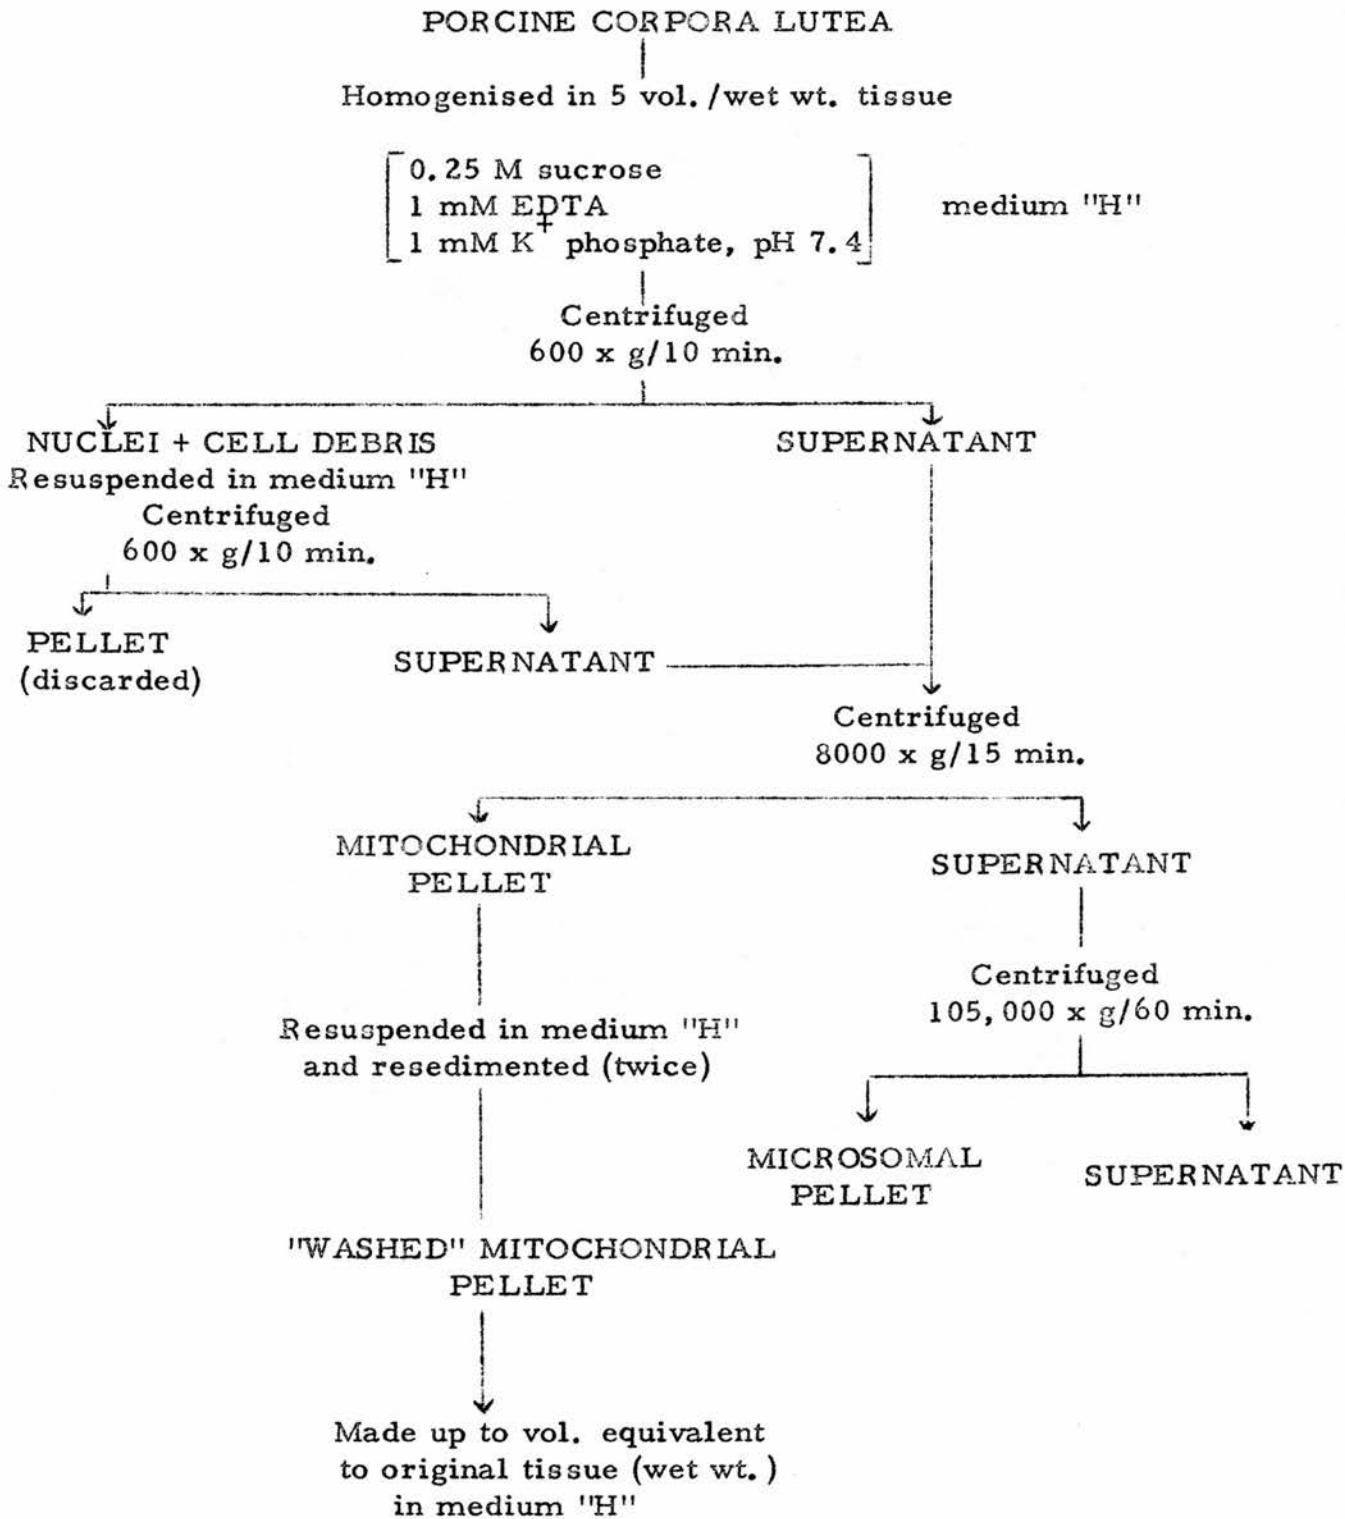 PORCINE CORPORA LUTEA
Homogenised in 5 vol./wet wt. tissue
0.25 M sucrose
1 mM EDTA
1 mM K⁺ phosphate, pH 7.4
medium "H"
Centrifuged
600 x g/10 min.
NUCLEI + CELL DEBRIS
Resuspended in medium "H"
Centrifuged
600 x g/10 min.
SUPERNATANT
PELLET
(discarded)
SUPERNATANT
Centrifuged
8000 x g/15 min.
MITOCHONDRIAL
PELLET
SUPERNATANT
Resuspended in medium "H"
and resedimented (twice)
Centrifuged
105,000 x g/60 min.
MICROSOMAL
PELLET
SUPERNATANT
"WASHED" MITOCHONDRIAL
PELLET
Made up to vol. equivalent
to original tissue (wet wt.)
in medium "H"